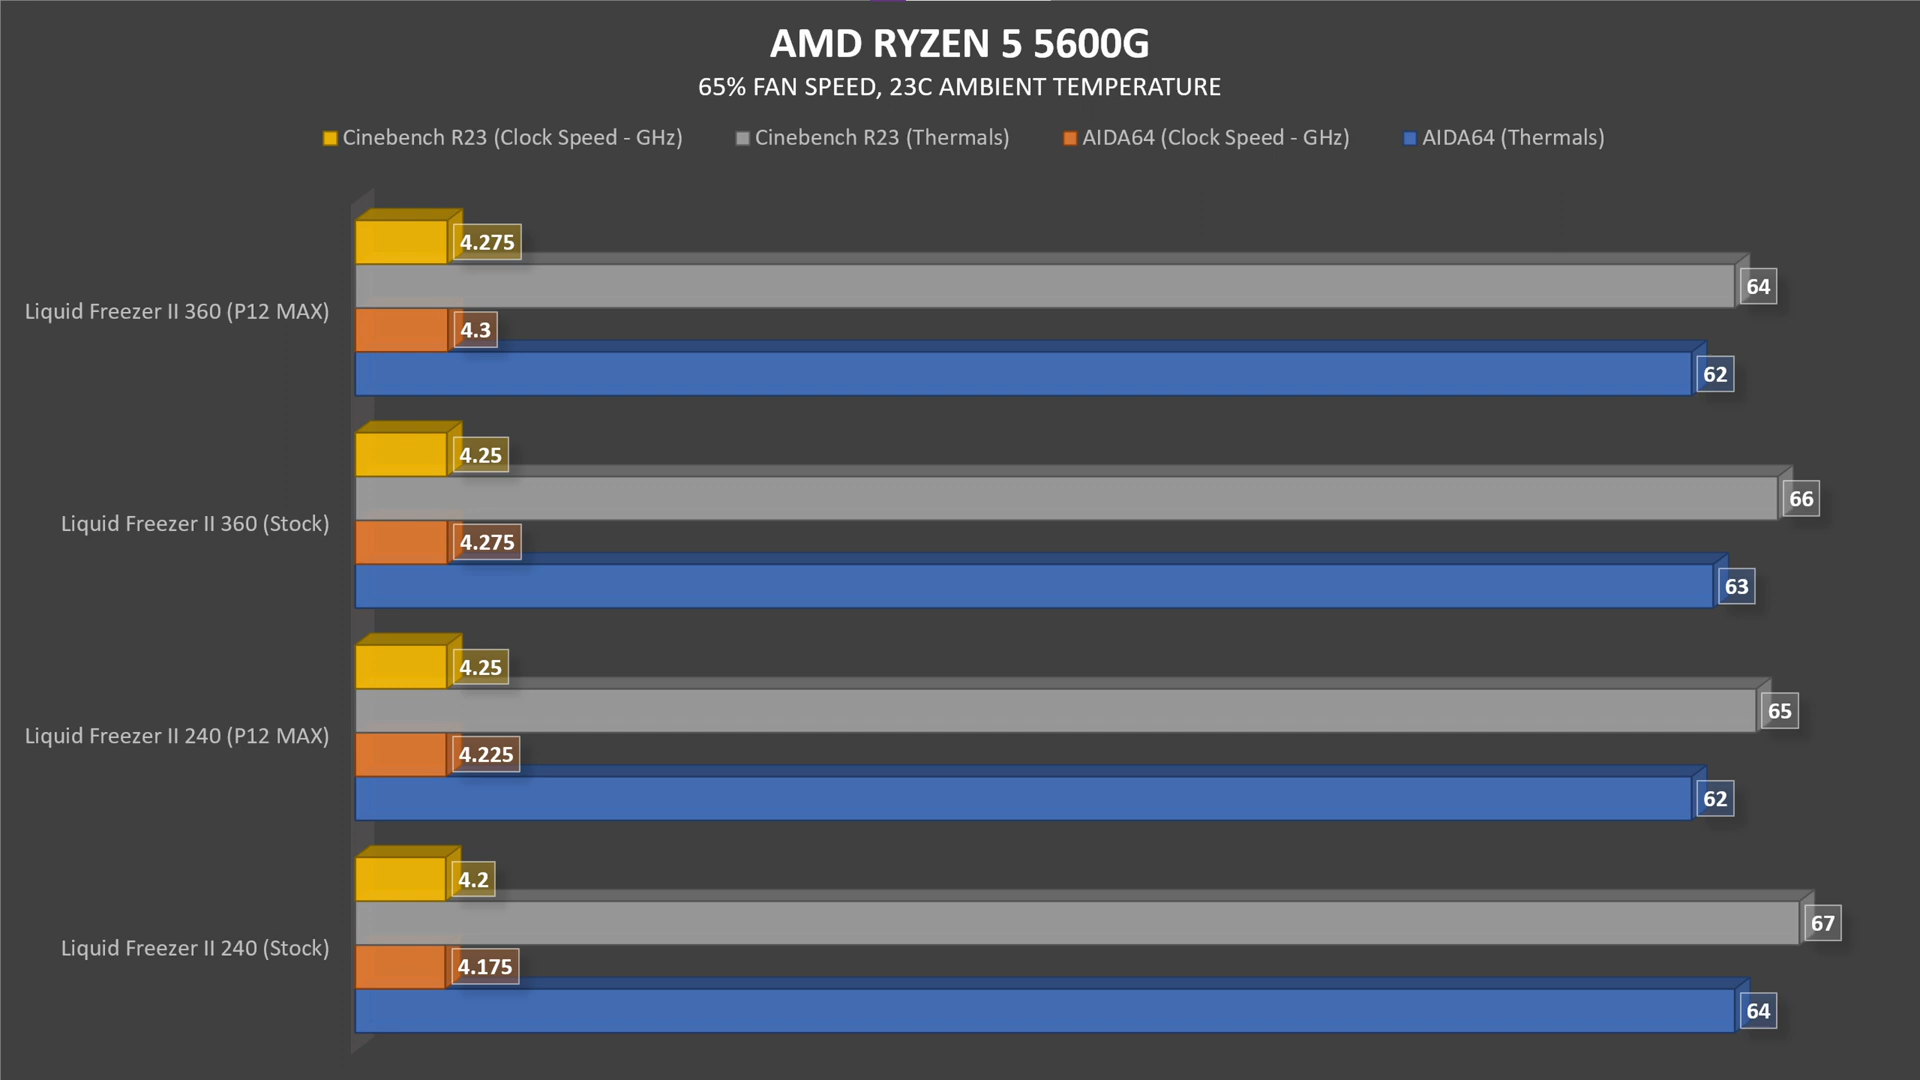 AMD RYZEN 5 5600G
65% FAN SPEED, 23C AMBIENT TEMPERATURE
Cinebench R23 (Clock Speed - GHz) Cinebench R23 (Thermals) AIDA64 (Clock Speed - GHz) AIDA64 (Thermals)
4.275
64
Liquid Freezer II 360 (P12 MAX)
4.3
62
4.25
66
Liquid Freezer II 360 (Stock)
4.275
63
4.25
65
Liquid Freezer II 240 (P12 MAX)
4.225
62
4.2
67
Liquid Freezer II 240 (Stock)
4.175
64